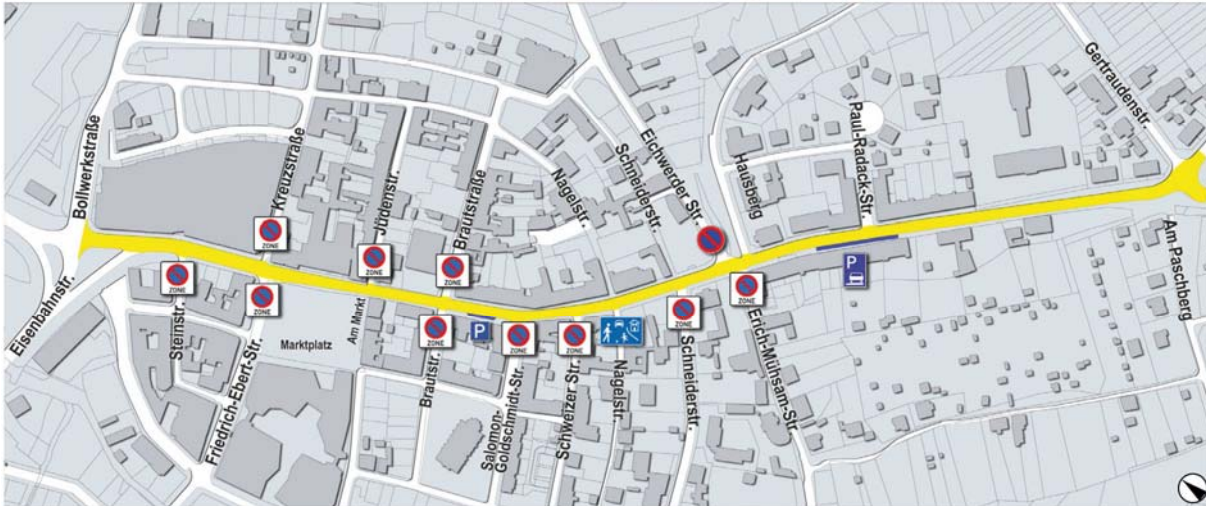 Bollwerkstraße
Eisenbahnstr.
Kreuzstraße
ZONE
Jüdenstr.
ZONE
Brautstraße
ZONE
Nagelstr.
Schneiderstr.
Eichwerder Str.
Hausberg
Paul-Radack-Str.
Gertraudenstr.
Am Paschberg
ZONE
Steinstr.
ZONE
Friedrich-Ebert-Str.
Marktplatz
Am Markt
ZONE
Brautstr.
P
ZONE
Salomon-
Goldschmidt-Str.
ZONE
Schweizer Str.
Nagelstr.
ZONE
Schneiderstr.
ZONE
Erich-Mühsam-Str
P